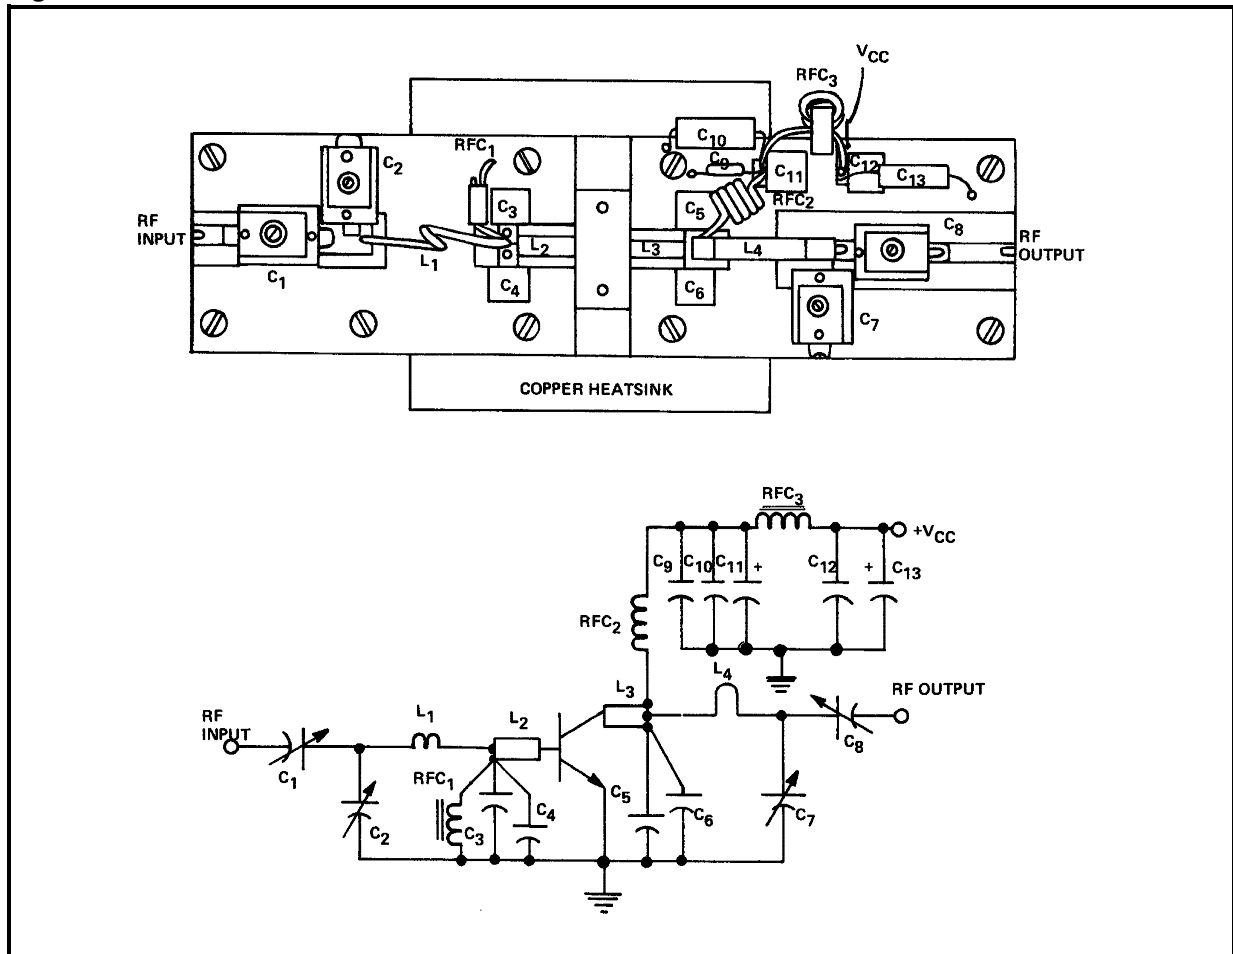 VCC
RFC3
C10
RFC1
C9
C2
C11
C12
C13
RFC2
C3
C5
C8
RF
INPUT
L2
L3
L4
RF
OUTPUT
L1
C1
C4
C6
C7
COPPER HEATSINK
RFC3
+VCC
C9
C10
C11
+
C12
+
C13
RFC2
L4
L3
RF OUTPUT
RF
INPUT
L1
L2
C8
C1
RFC1
C5
C4
C6
C7
C2
C3